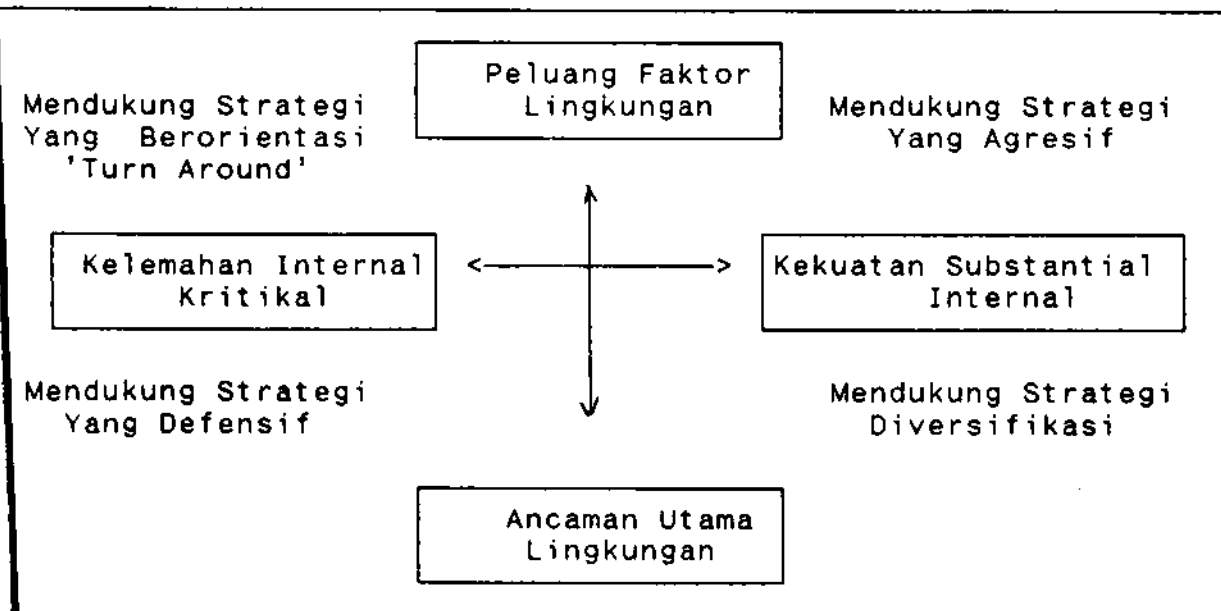 Peluang Faktor
Lingkungan
Mendukung Strategi
Yang Berorientasi
'Turn Around'
Mendukung Strategi
Yang Agresif
Kelemahan Internal
Kritikal
Kekuatan Substantial
Internal
Mendukung Strategi
Yang Defensif
Mendukung Strategi
Diversifikasi
Ancaman Utama
Lingkungan